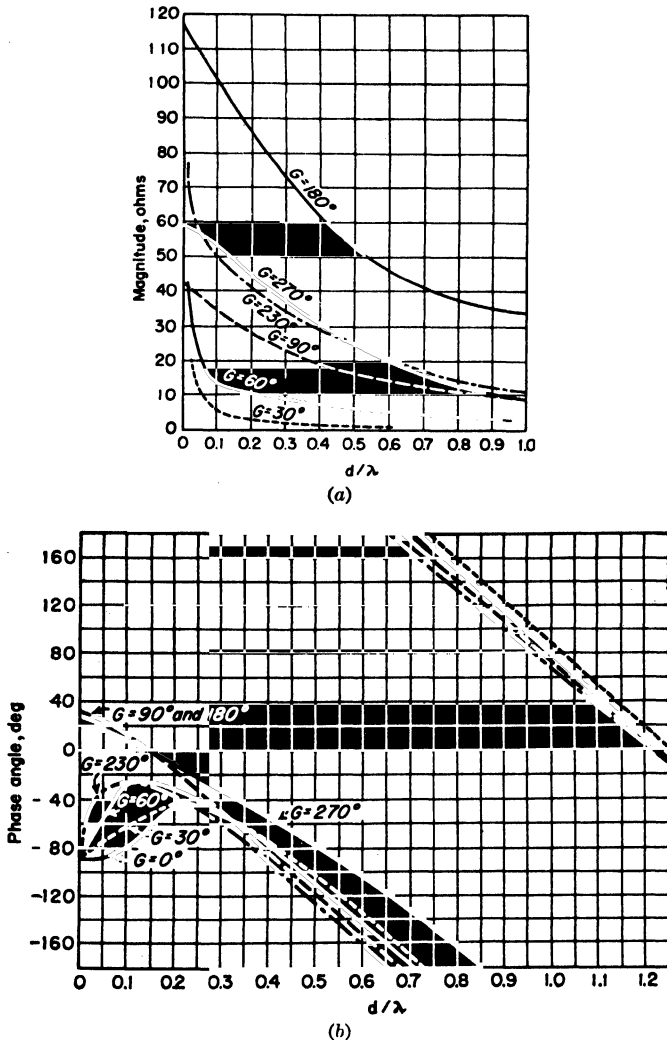 120
110
100
90
80
70
60
50
40
30
20
10
0
Magnitude, ohms
G=180°
G=270°
G=230°
G=90°
G=60°
G=30°
0 0.1 0.2 0.3 0.4 0.5 0.6 0.7 0.8 0.9 1.0
d/λ
(a)
160
120
80
40
0
-40
-80
-120
-160
Phase angle, deg
G=90° and 180°
G=230°
G=60°
G=270°
G=30°
G=0°
0 0.1 0.2 0.3 0.4 0.5 0.6 0.7 0.8 0.9 1.0 1.1 1.2
d/λ
(b)